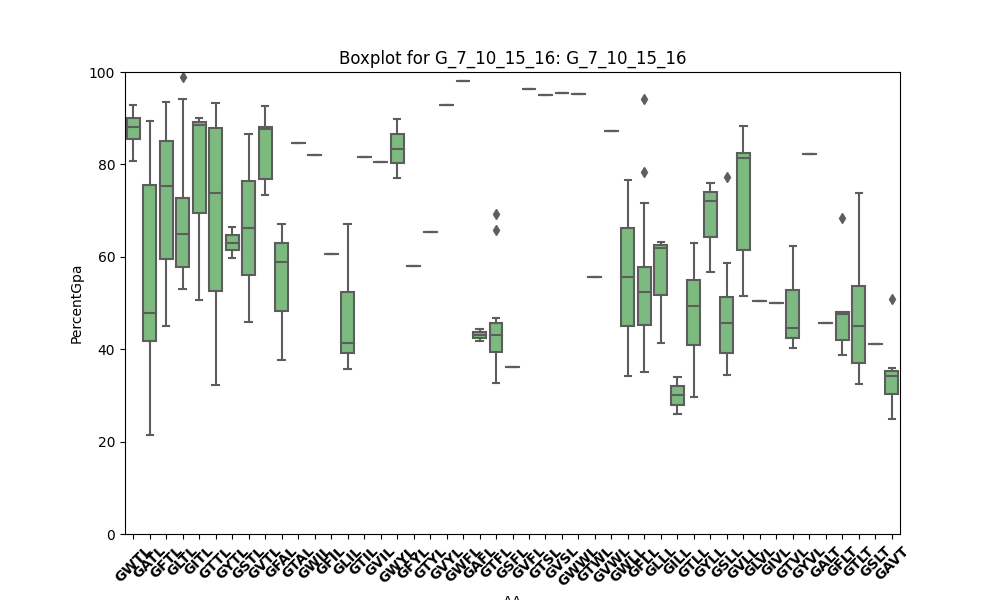 Boxplot for G_7_10_15_16: G_7_10_15_16
PercentGpa
100
80
60
40
20
0
GWTL GATL GFTL GLTL GITL GTTL GYTL GSTL GVTL GFAL GTAL GWIL GFIL GLIL GTIL GVIL GWYL GFYL GTYL GVYL GWFL GAFL GTFL GSFL GVFL GTSL GVSL GWWL GTWL GVWL GWLL GFLL GLLL GILL GTLL GYLL GSLL GVLL GLVL GIVL GTVL GYVL GALT GFLT GTLT GSLT GAVT
AA